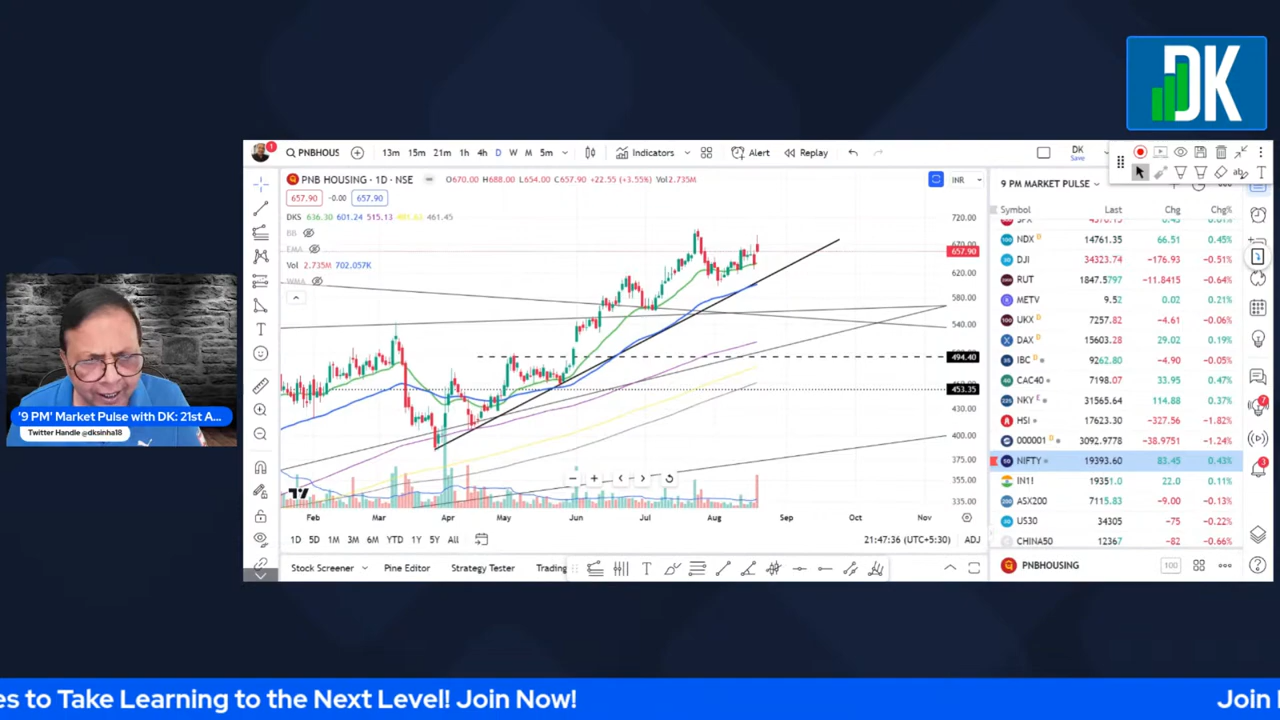 DK
PNBHOUS
13m 15m 21m 1h 4h D W M 5m
Indicators
Alert
Replay
DK
Save
PNB HOUSING · 1D · NSE
O670.00 H688.00 L654.00 C657.90 +22.55 (+3.55%) Vol2.735M
INR
657.90 -0.00 657.90
DKS 636.30 601.24 515.13 461.45
BB
EMA
Vol 2.735M 702.057K
WMA
720.00
657.90
620.00
580.00
540.00
494.40
453.35
430.00
400.00
375.00
355.00
335.00
Feb Mar Apr May Jun Jul Aug Sep Oct Nov
1D 5D 1M 3M 6M YTD 1Y 5Y All
21:47:36 (UTC+5:30) ADJ
Stock Screener Pine Editor Strategy Tester Trading
9 PM MARKET PULSE
Symbol Last Chg Chg%
NDX D 14761.35 66.51 0.45%
DJI 34323.74 -176.93 -0.51%
RUT 1847.5797 -11.8415 -0.64%
METV 9.52 0.02 0.21%
UKX D 7257.82 -4.61 -0.06%
DAX D 15603.28 29.02 0.19%
IBC D 9262.80 -4.90 -0.05%
CAC40 7198.07 33.95 0.47%
NKY 31565.64 114.88 0.37%
HSI 17623.30 -327.56 -1.82%
000001 D 3092.9778 -38.9751 -1.24%
NIFTY 19393.60 83.45 0.43%
IN1! 19351.0 22.0 0.11%
ASX200 7115.83 -9.00 -0.13%
US30 34305 -75 -0.22%
CHINA50 12367 -82 -0.66%
PNBHOUSING
100
'9 PM' Market Pulse with DK: 21st A...
Twitter Handle @dksinha18
es to Take Learning to the Next Level! Join Now!
Join